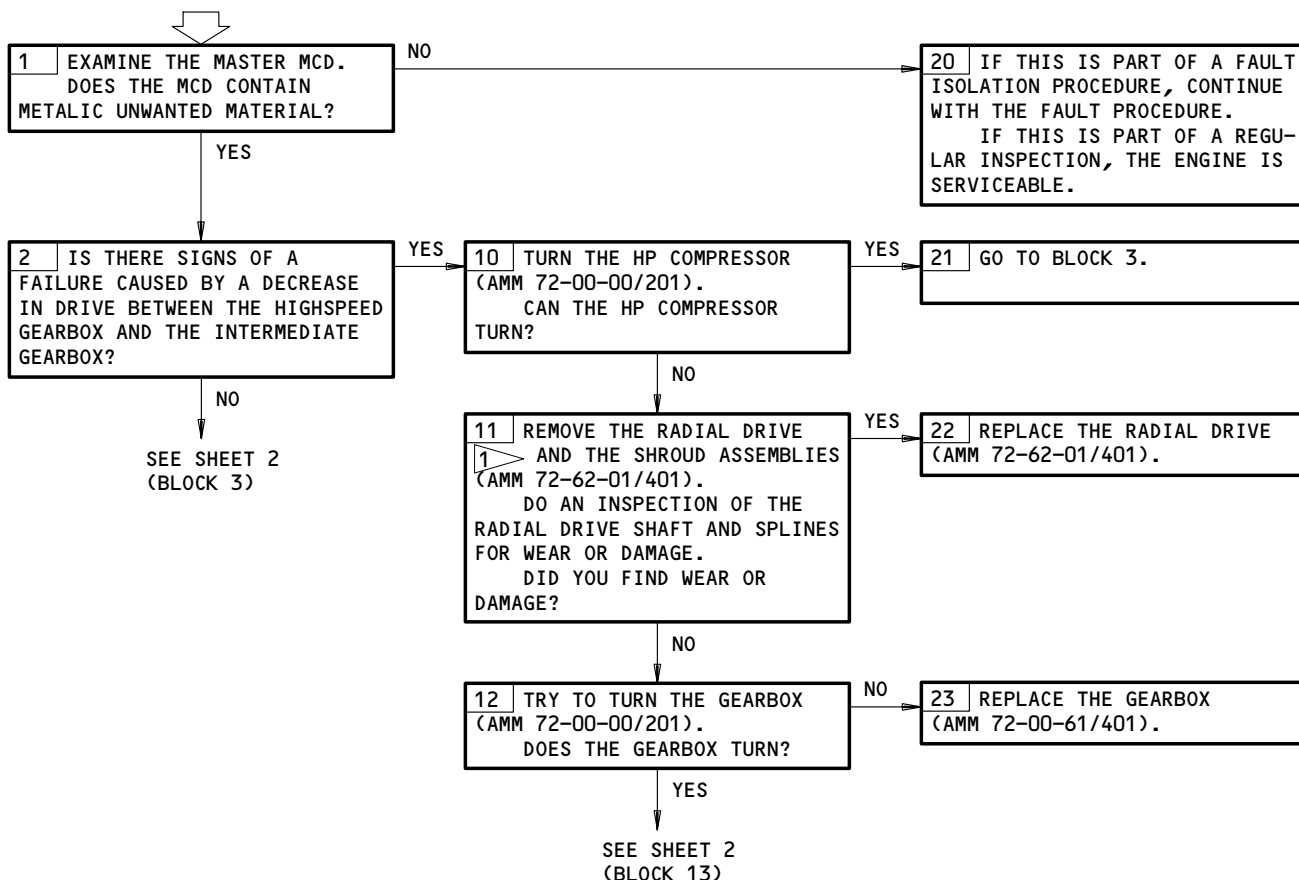 1 EXAMINE THE MASTER MCD.
DOES THE MCD CONTAIN
METALIC UNWANTED MATERIAL?
NO
20 IF THIS IS PART OF A FAULT
ISOLATION PROCEDURE, CONTINUE
WITH THE FAULT PROCEDURE.
IF THIS IS PART OF A REGU-
LAR INSPECTION, THE ENGINE IS
SERVICEABLE.
YES
2 IS THERE SIGNS OF A
FAILURE CAUSED BY A DECREASE
IN DRIVE BETWEEN THE HIGHSPEED
GEARBOX AND THE INTERMEDIATE
GEARBOX?
YES
10 TURN THE HP COMPRESSOR
(AMM 72-00-00/201).
CAN THE HP COMPRESSOR
TURN?
YES
21 GO TO BLOCK 3.
NO
SEE SHEET 2
(BLOCK 3)
NO
11 REMOVE THE RADIAL DRIVE
1 AND THE SHROUD ASSEMBLIES
(AMM 72-62-01/401).
DO AN INSPECTION OF THE
RADIAL DRIVE SHAFT AND SPLINES
FOR WEAR OR DAMAGE.
DID YOU FIND WEAR OR
DAMAGE?
YES
22 REPLACE THE RADIAL DRIVE
(AMM 72-62-01/401).
NO
12 TRY TO TURN THE GEARBOX
(AMM 72-00-00/201).
DOES THE GEARBOX TURN?
NO
23 REPLACE THE GEARBOX
(AMM 72-00-61/401).
YES
SEE SHEET 2
(BLOCK 13)